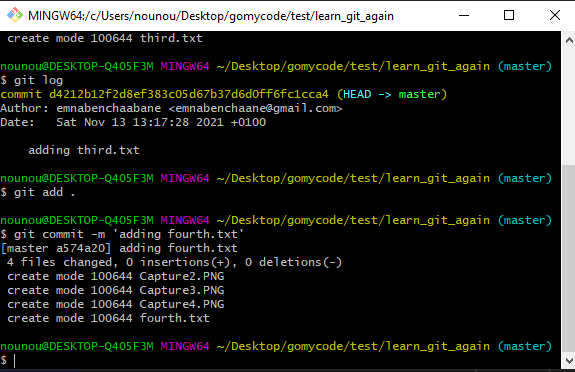 MINGW64:/c/Users/nounou/Desktop/gomycode/test/learn_git_again
create mode 100644 third.txt
nounou@DESKTOP-Q405F3M MINGW64 ~/Desktop/gomycode/test/learn_git_again (master)
$ git log
commit d4212b12f2d8ef383c05d67b37d6d0ff6fc1cca4 (HEAD -> master)
Author: emnabenchaabane <emnabenchaane@gmail.com>
Date:   Sat Nov 13 13:17:28 2021 +0100
adding third.txt
nounou@DESKTOP-Q405F3M MINGW64 ~/Desktop/gomycode/test/learn_git_again (master)
$ git add .
nounou@DESKTOP-Q405F3M MINGW64 ~/Desktop/gomycode/test/learn_git_again (master)
$ git commit -m 'adding fourth.txt'
[master a574a20] adding fourth.txt
4 files changed, 0 insertions(+), 0 deletions(-)
create mode 100644 Capture2.PNG
create mode 100644 Capture3.PNG
create mode 100644 Capture4.PNG
create mode 100644 fourth.txt
nounou@DESKTOP-Q405F3M MINGW64 ~/Desktop/gomycode/test/learn_git_again (master)
$